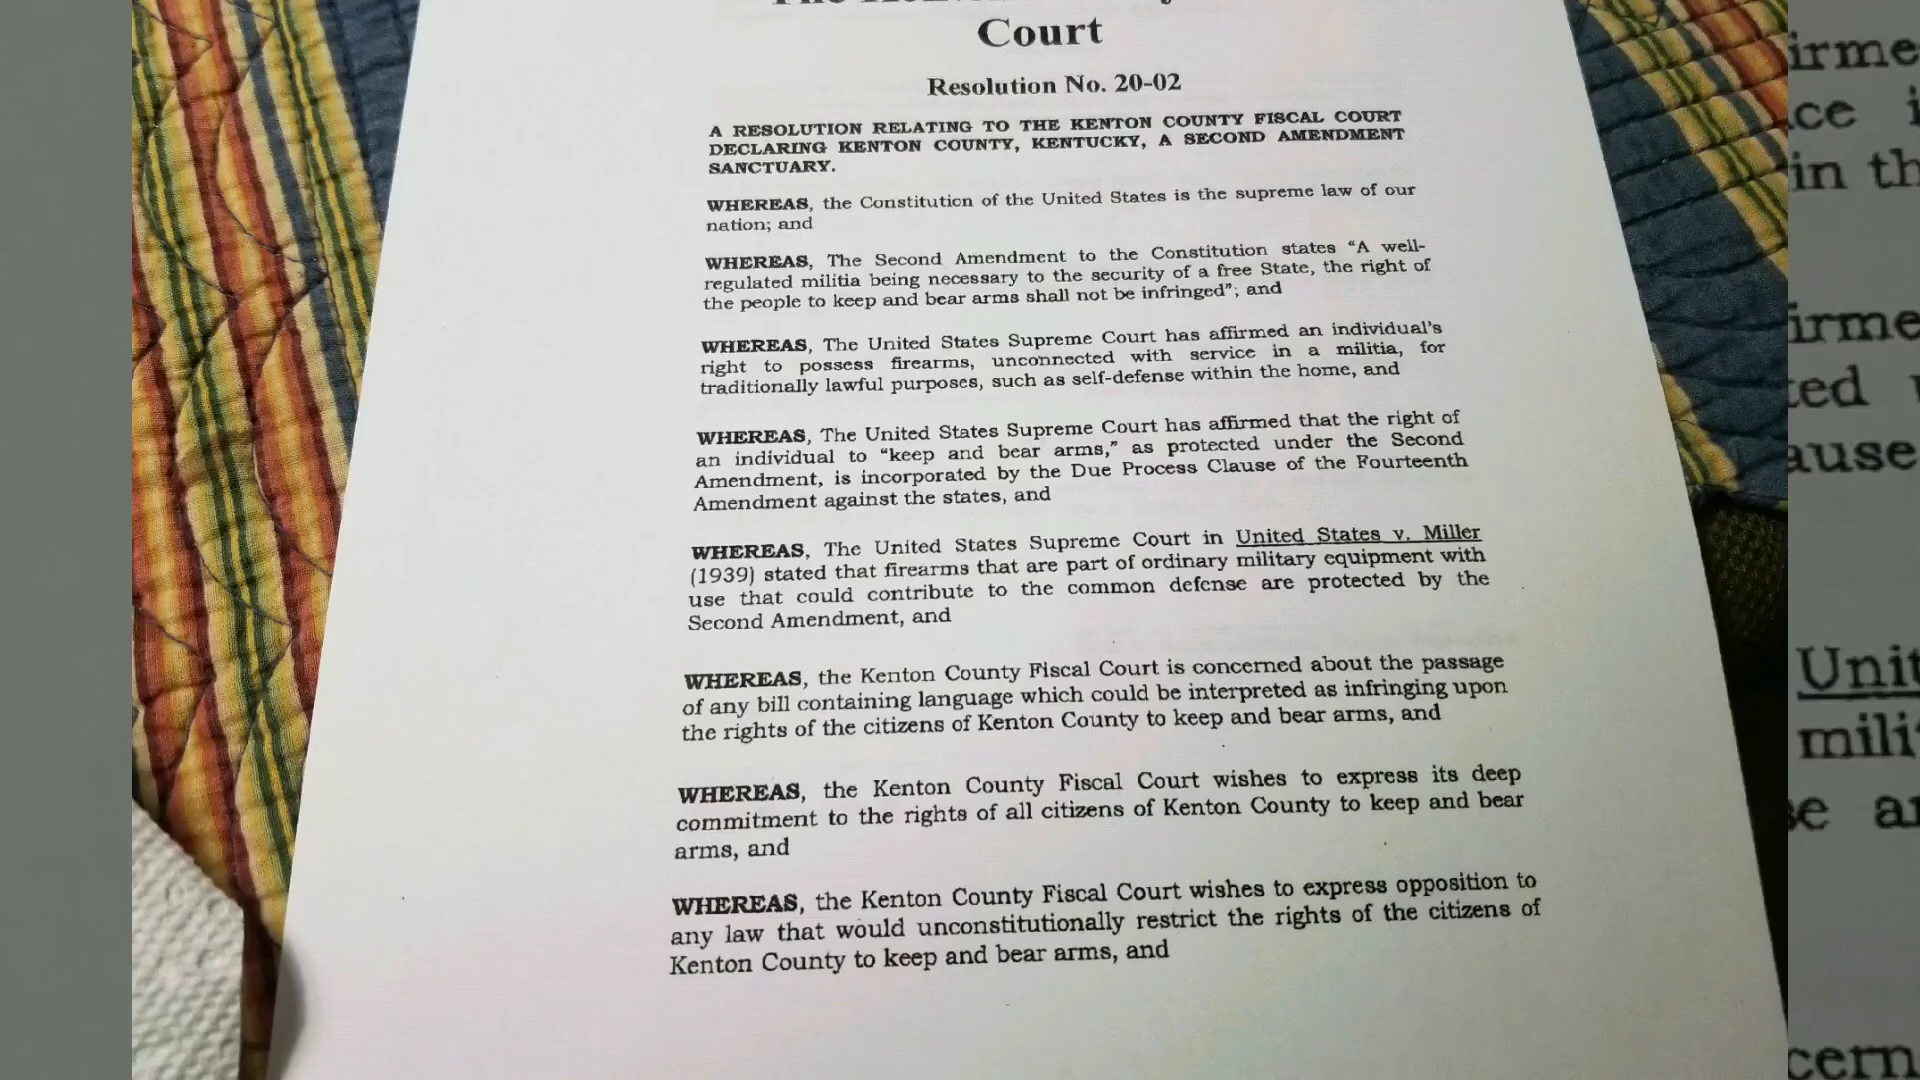 Court
Resolution No. 20-02
A RESOLUTION RELATING TO THE KENTON COUNTY FISCAL COURT
DECLARING KENTON COUNTY, KENTUCKY, A SECOND AMENDMENT
SANCTUARY.
WHEREAS, the Constitution of the United States is the supreme law of our
nation; and
WHEREAS, The Second Amendment to the Constitution states “A well-
regulated militia being necessary to the security of a free State, the right of
the people to keep and bear arms shall not be infringed”; and
WHEREAS, The United States Supreme Court has affirmed an individual's
right to possess firearms, unconnected with service in a militia, for
traditionally lawful purposes, such as self-defense within the home, and
WHEREAS, The United States Supreme Court has affirmed that the right of
an individual to “keep and bear arms,” as protected under the Second
Amendment, is incorporated by the Due Process Clause of the Fourteenth
Amendment against the states, and
WHEREAS, The United States Supreme Court in United States v. Miller
(1939) stated that firearms that are part of ordinary military equipment with
use that could contribute to the common defense are protected by the
Second Amendment, and
WHEREAS, the Kenton County Fiscal Court is concerned about the passage
of any bill containing language which could be interpreted as infringing upon
the rights of the citizens of Kenton County to keep and bear arms, and
WHEREAS, the Kenton County Fiscal Court wishes to express its deep
commitment to the rights of all citizens of Kenton County to keep and bear
arms, and
WHEREAS, the Kenton County Fiscal Court wishes to express opposition to
any law that would unconstitutionally restrict the rights of the citizens of
Kenton County to keep and bear arms, and